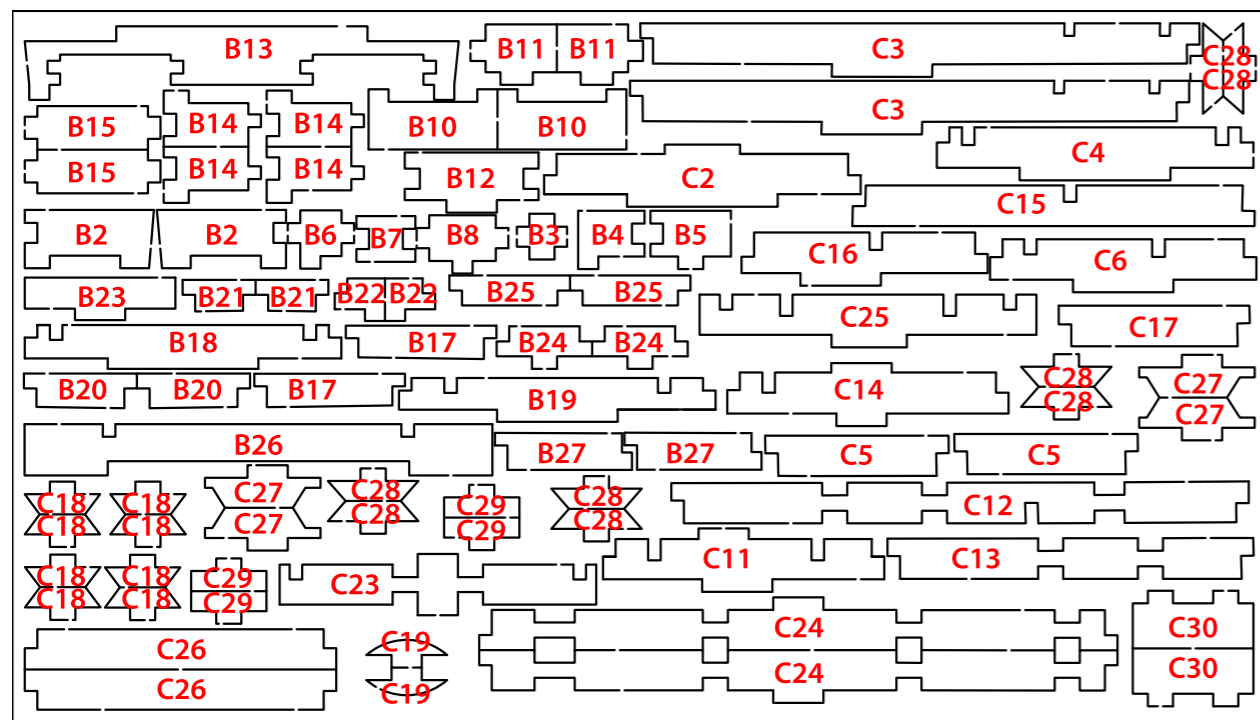 B13 B11 B11 C3 C28
C28
C3
B15 B14 B14 B10 B10
C4
B15 B14 B14 B12 C2
C15
B2 B2 B6 B7 B8 B3 B4 B5 C16 C6
B23 B21 B21 B22 B22 B25 B25 C25 C17
B18 B17 B24 B24
B20 B20 B17 B19 C14 C28 C27
C28 C27
B26 B27 B27 C5 C5
C18 C18 C27 C28 C29 C28 C12
C18 C18 C27 C28 C29 C28
C11 C13
C18 C18 C29 C23
C18 C18 C29
C26 C19 C24 C30
C26 C19 C24 C30